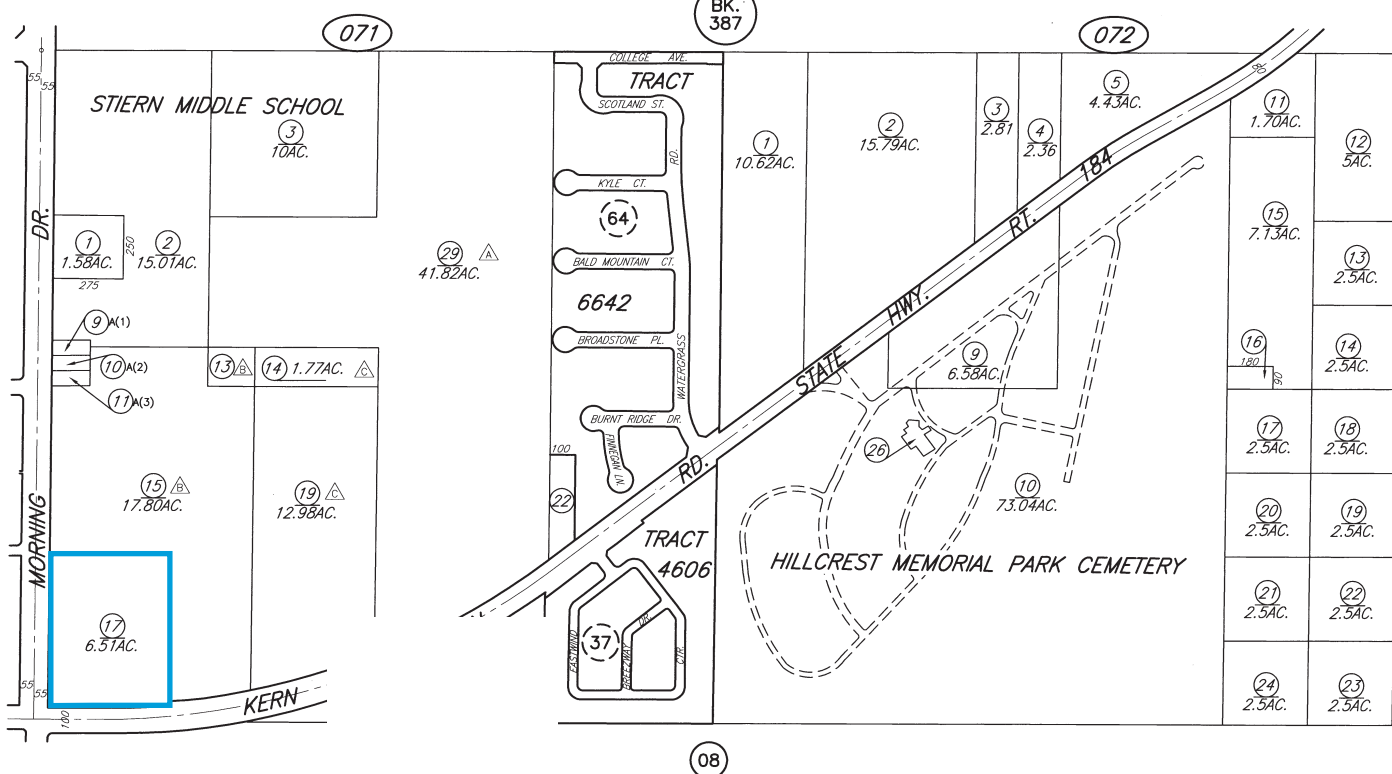 BK.
387
071
072
55
55
STIERN MIDDLE SCHOOL
3
10AC.
DR.
1
1.58AC.
250
275
2
15.01AC.
29 A
41.82AC.
9 A(1)
10 A(2)
11 A(3)
13 B
14 1.77AC. C
15 B
17.80AC.
19 C
12.98AC.
MORNING
17
6.51AC.
55
55
100
KERN
COLLEGE AVE.
TRACT
SCOTLAND ST.
RD.
KYLE CT.
64
BALD MOUNTAIN CT.
6642
BROADSTONE PL.
WATERGRASS
BURNT RIDGE DR.
FINNEGAN LN.
100
22
RD.
STATE
HWY.
RT.
184
80
TRACT
4606
37
EASTWIND
BREEZWAY
DR.
CTR.
1
10.62AC.
2
15.79AC.
3
2.81
4
2.36
5
4.43AC.
9
6.58AC.
26
10
73.04AC.
HILLCREST MEMORIAL PARK CEMETERY
11
1.70AC.
12
5AC.
15
7.13AC.
13
2.5AC.
16
180
90
14
2.5AC.
17
2.5AC.
18
2.5AC.
20
2.5AC.
19
2.5AC.
21
2.5AC.
22
2.5AC.
24
2.5AC.
23
2.5AC.
08